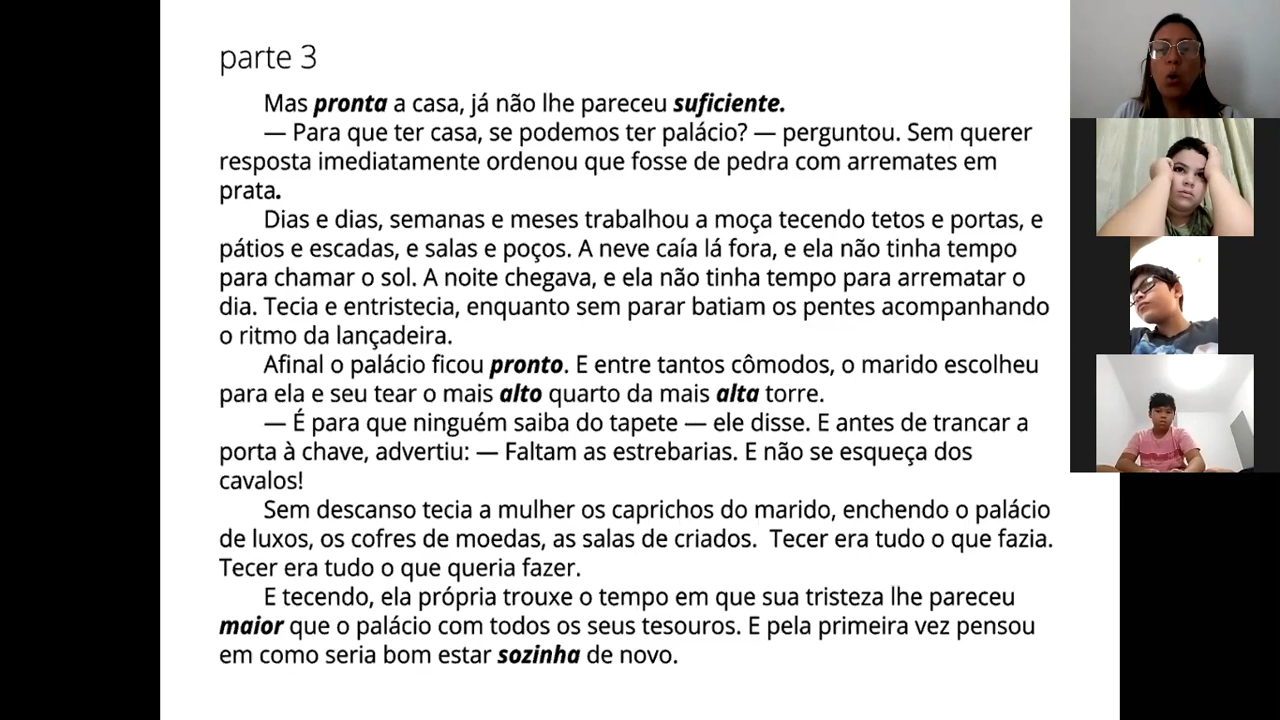 parte 3
Mas pronta a casa, já não lhe pareceu suficiente.
— Para que ter casa, se podemos ter palácio? — perguntou. Sem querer
resposta imediatamente ordenou que fosse de pedra com arremates em
prata.
Dias e dias, semanas e meses trabalhou a moça tecendo tetos e portas, e
pátios e escadas, e salas e poços. A neve caía lá fora, e ela não tinha tempo
para chamar o sol. A noite chegava, e ela não tinha tempo para arrematar o
dia. Tecia e entristecia, enquanto sem parar batiam os pentes acompanhando
o ritmo da lançadeira.
Afinal o palácio ficou pronto. E entre tantos cômodos, o marido escolheu
para ela e seu tear o mais alto quarto da mais alta torre.
— É para que ninguém saiba do tapete — ele disse. E antes de trancar a
porta à chave, advertiu: — Faltam as estrebarias. E não se esqueça dos
cavalos!
Sem descanso tecia a mulher os caprichos do marido, enchendo o palácio
de luxos, os cofres de moedas, as salas de criados.  Tecer era tudo o que fazia.
Tecer era tudo o que queria fazer.
E tecendo, ela própria trouxe o tempo em que sua tristeza lhe pareceu
maior que o palácio com todos os seus tesouros. E pela primeira vez pensou
em como seria bom estar sozinha de novo.